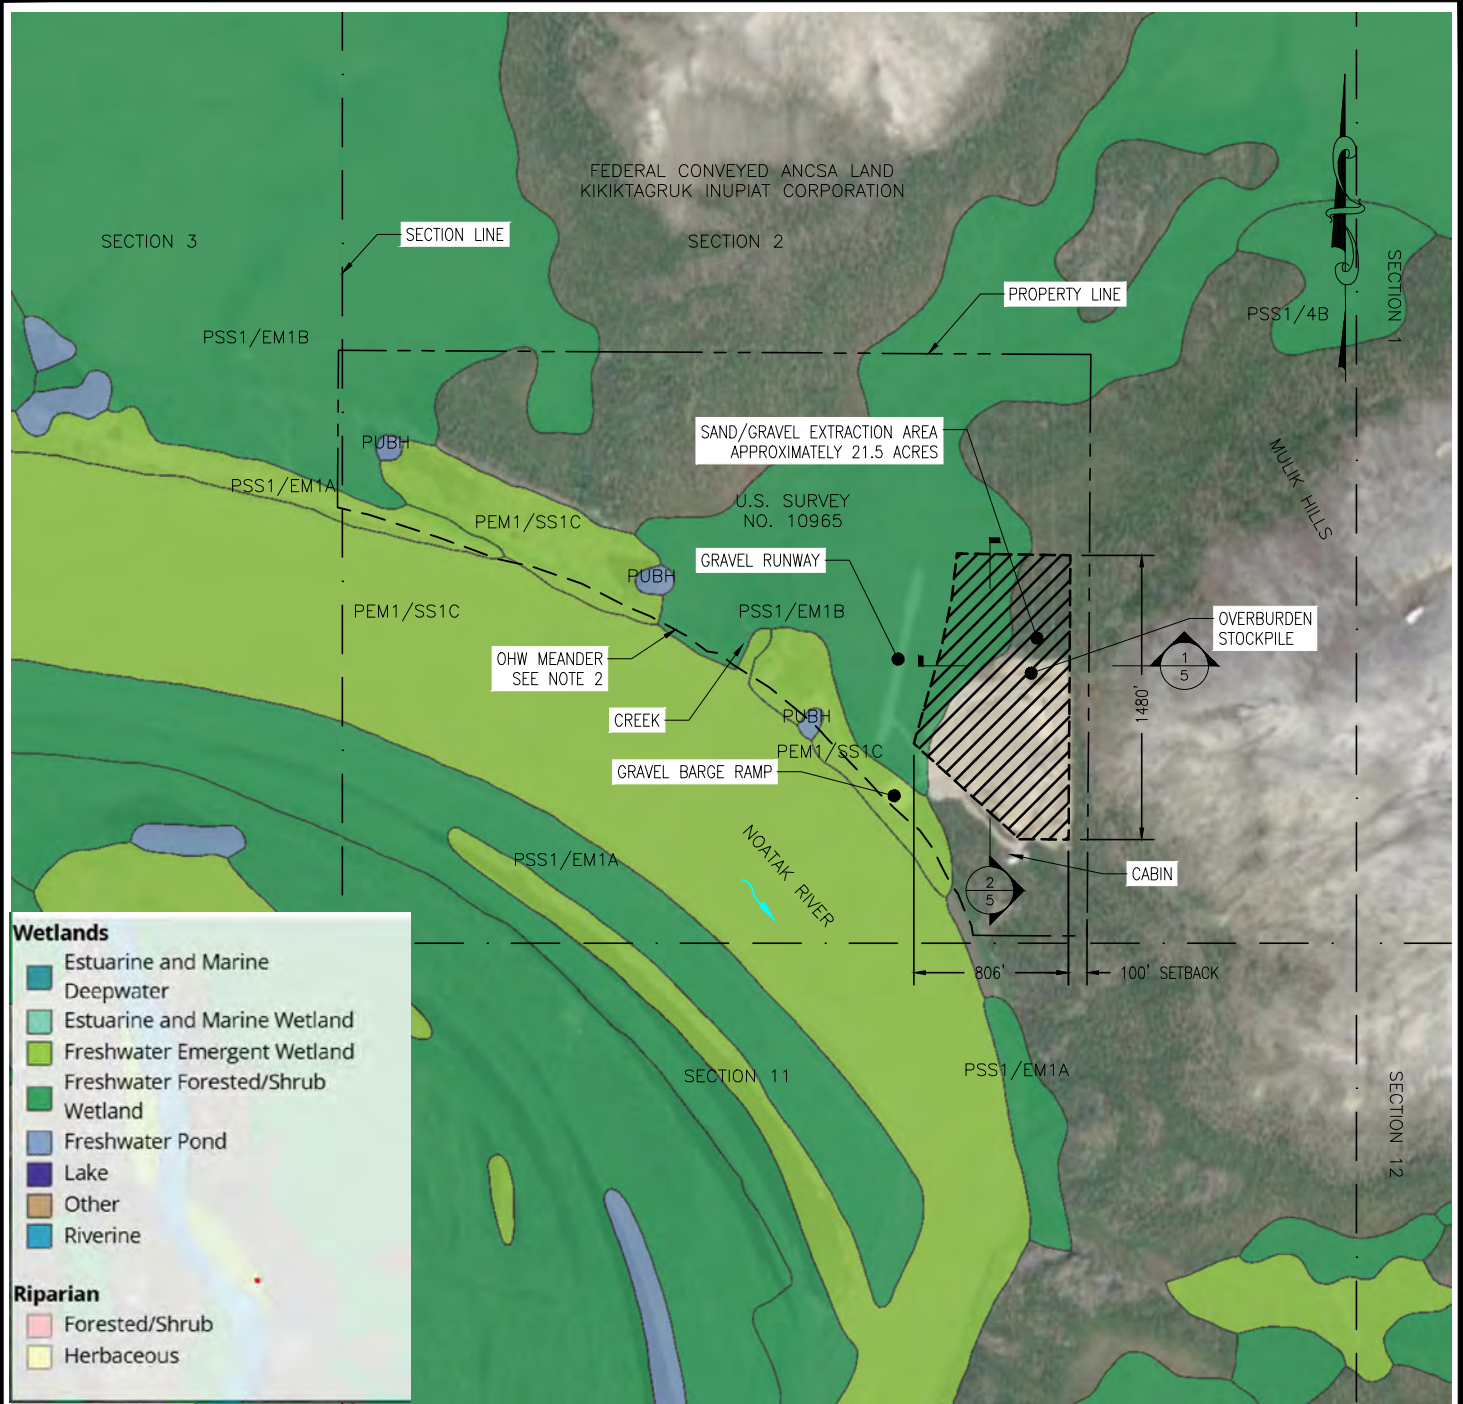 FEDERAL CONVEYED ANCSA LAND
KIKIKTAGRUK INUPIAT CORPORATION
SECTION 3
SECTION LINE
SECTION 2
SECTION 1
PROPERTY LINE
PSS1/4B
PSS1/EM1B
SAND/GRAVEL EXTRACTION AREA
APPROXIMATELY 21.5 ACRES
PUBH
MULIK HILLS
PSS1/EM1A
U.S. SURVEY
NO. 10965
PEM1/SS1C
GRAVEL RUNWAY
PUBH
PEM1/SS1C
PSS1/EM1B
OVERBURDEN
STOCKPILE
OHW MEANDER
SEE NOTE 2
1
5
1480'
CREEK
PUBH
PEM1/SS1C
GRAVEL BARGE RAMP
NOATAK RIVER
PSS1/EM1A
CABIN
2
5
806'
100' SETBACK
SECTION 11
PSS1/EM1A
SECTION 12
Wetlands
Estuarine and Marine
Deepwater
Estuarine and Marine Wetland
Freshwater Emergent Wetland
Freshwater Forested/Shrub
Wetland
Freshwater Pond
Lake
Other
Riverine
Riparian
Forested/Shrub
Herbaceous